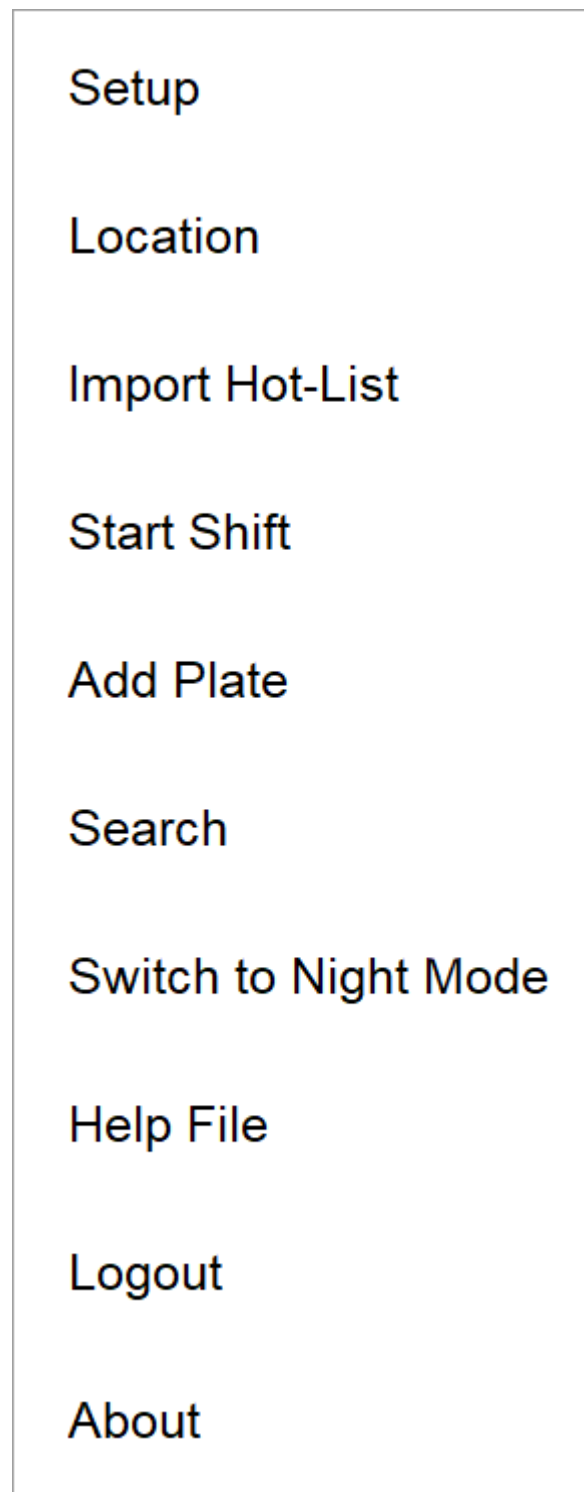 Setup
Location
Import Hot-List
Start Shift
Add Plate
Search
Switch to Night Mode
Help File
Logout
About